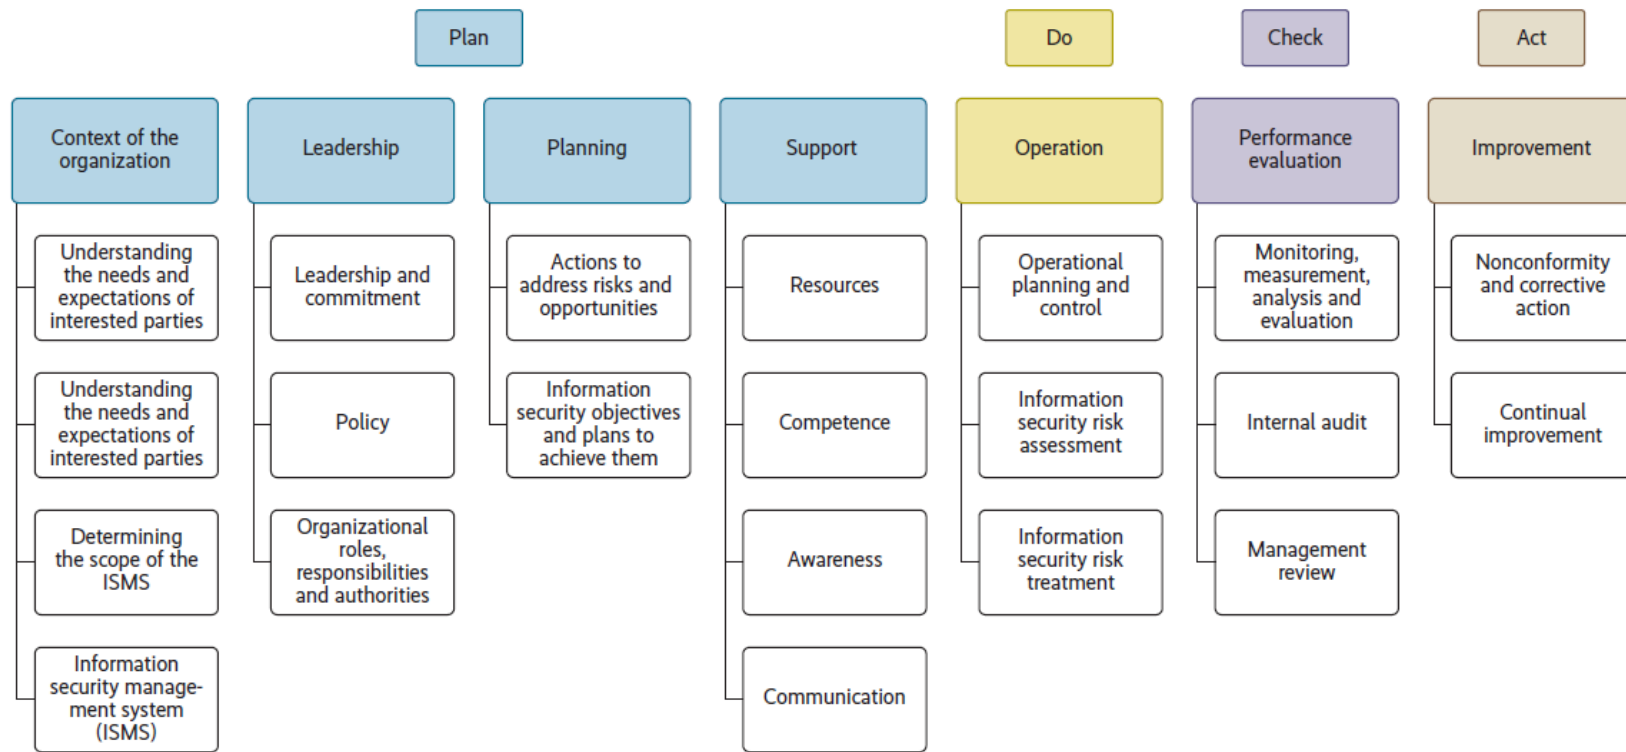 Plan
Do
Check
Act
Context of the
organization
Leadership
Planning
Support
Operation
Performance
evaluation
Improvement
Understanding
the needs and
expectations of
interested parties
Understanding
the needs and
expectations of
interested parties
Determining
the scope of the
ISMS
Information
security manage-
ment system
(ISMS)
Leadership and
commitment
Policy
Organizational
roles,
responsibilities
and authorities
Actions to
address risks and
opportunities
Information
security objectives
and plans to
achieve them
Resources
Competence
Awareness
Communication
Operational
planning and
control
Information
security risk
assessment
Information
security risk
treatment
Monitoring,
measurement,
analysis and
evaluation
Internal audit
Management
review
Nonconformity
and corrective
action
Continual
improvement